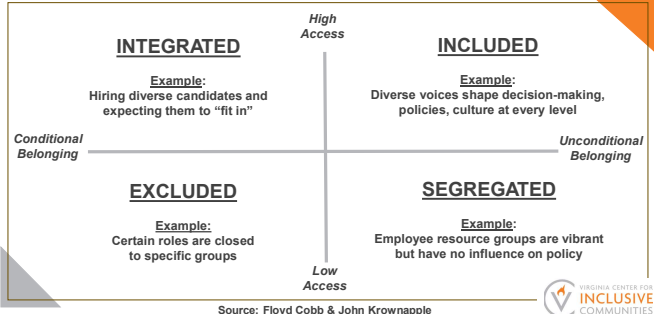 High
Access
INTEGRATED
Example:
Hiring diverse candidates and
expecting them to “fit in”
INCLUDED
Example:
Diverse voices shape decision-making,
policies, culture at every level
Conditional
Belonging
Unconditional
Belonging
EXCLUDED
Example:
Certain roles are closed
to specific groups
SEGREGATED
Example:
Employee resource groups are vibrant
but have no influence on policy
Low
Access
VIRGINIA CENTER FOR
INCLUSIVE
COMMUNITIES
Source: Floyd Cobb & John Krownapple